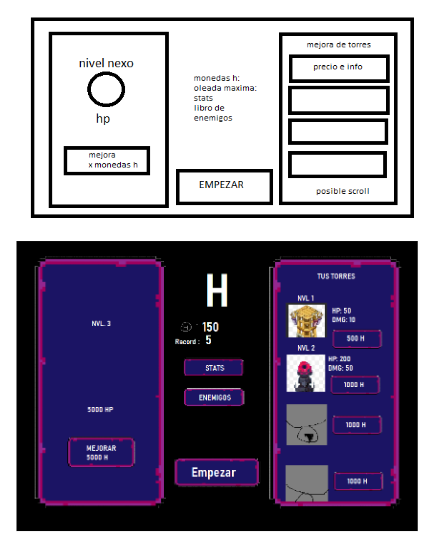 nivel nexo
hp
mejora
x monedas h
monedas h:
oleada maxima:
stats
libro de
enemigos
EMPEZAR
mejora de torres
precio e info
posible scroll
NVL. 3
5000 HP
MEJORAR
5000 H
H
: 150
Record : 5
STATS
ENEMIGOS
Empezar
TUS TORRES
NVL 1
HP: 50
DMG: 10
500 H
NVL 2
HP: 200
DMG: 50
1000 H
1000 H
1000 H